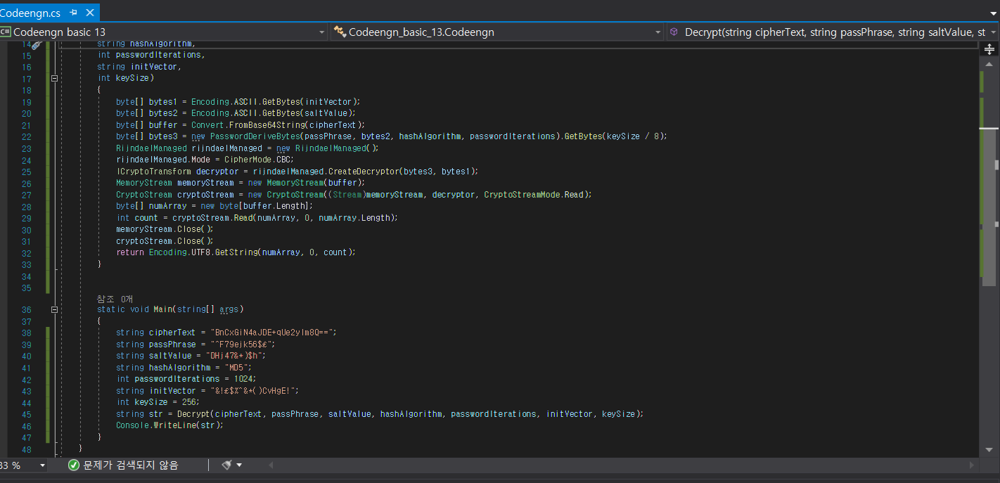 Codeengn.cs
C# Codeengn basic 13
Codeengn_basic_13.Codeengn
Decrypt(string cipherText, string passPhrase, string saltValue, st
14 string hashAlgorithm,
15 int passwordIterations,
16 string initVector,
17 int keySize)
18 {
19 byte[] bytes1 = Encoding.ASCII.GetBytes(initVector);
20 byte[] bytes2 = Encoding.ASCII.GetBytes(saltValue);
21 byte[] buffer = Convert.FromBase64String(cipherText);
22 byte[] bytes3 = new PasswordDeriveBytes(passPhrase, bytes2, hashAlgorithm, passwordIterations).GetBytes(keySize / 8);
23 RijndaelManaged rijndaelManaged = new RijndaelManaged();
24 rijndaelManaged.Mode = CipherMode.CBC;
25 ICryptoTransform decryptor = rijndaelManaged.CreateDecryptor(bytes3, bytes1);
26 MemoryStream memoryStream = new MemoryStream(buffer);
27 CryptoStream cryptoStream = new CryptoStream((Stream)memoryStream, decryptor, CryptoStreamMode.Read);
28 byte[] numArray = new byte[buffer.Length];
29 int count = cryptoStream.Read(numArray, 0, numArray.Length);
30 memoryStream.Close();
31 cryptoStream.Close();
32 return Encoding.UTF8.GetString(numArray, 0, count);
33 }
34
35
참조 0개
36 static void Main(string[] args)
37 {
38 string cipherText = "BnCxGiN4aJDE+qUe2yIm8Q==";
39 string passPhrase = "^F79ejk56$£";
40 string saltValue = "DHj47&*)$h";
41 string hashAlgorithm = "MD5";
42 int passwordIterations = 1024;
43 string initVector = "&!£$%^&*()CvHgE!";
44 int keySize = 256;
45 string str = Decrypt(cipherText, passPhrase, saltValue, hashAlgorithm, passwordIterations, initVector, keySize);
46 Console.WriteLine(str);
47 }
48 }
33 %
문제가 검색되지 않음